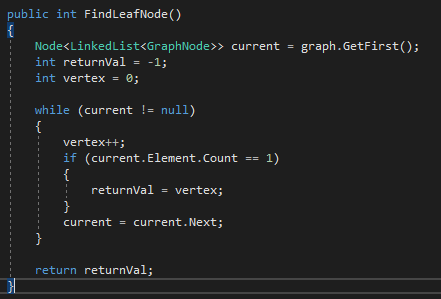 public int FindLeafNode()
{
    Node<LinkedList<GraphNode>> current = graph.GetFirst();
    int returnVal = -1;
    int vertex = 0;

    while (current != null)
    {
        vertex++;
        if (current.Element.Count == 1)
        {
            returnVal = vertex;
        }
        current = current.Next;
    }

    return returnVal;
}